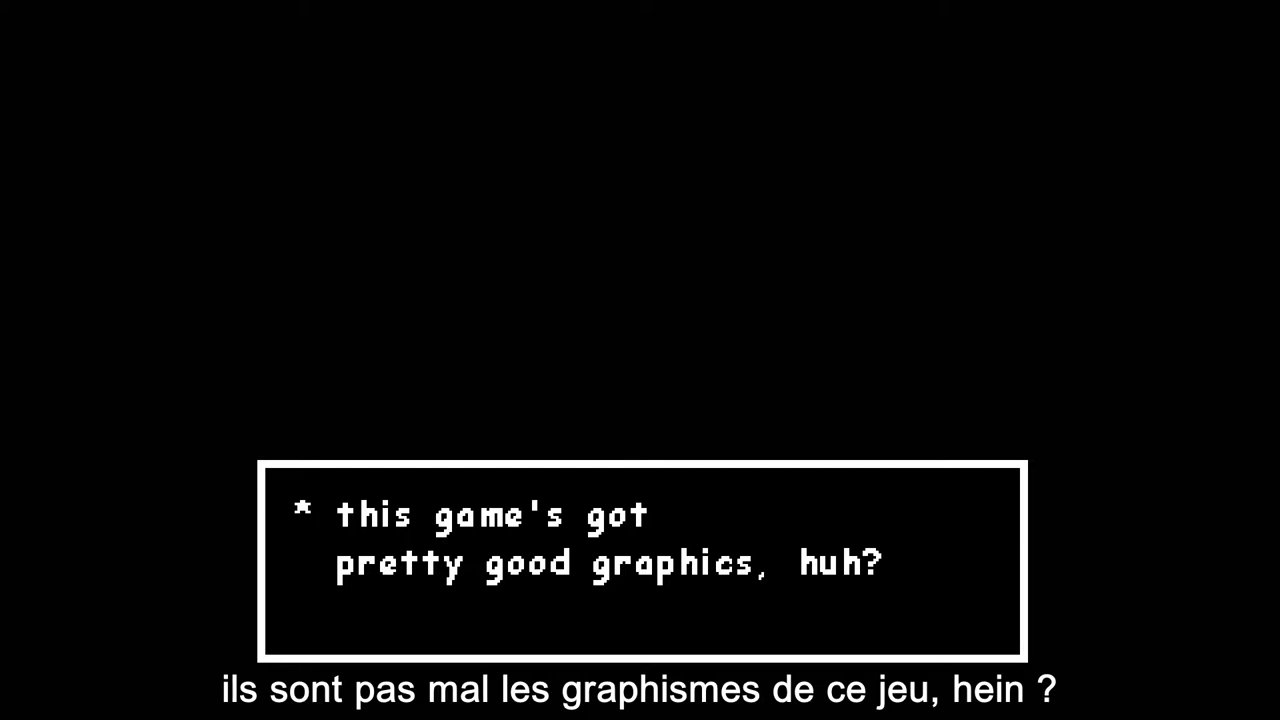 * this game's got
pretty good graphics, huh?
ils sont pas mal les graphismes de ce jeu, hein ?